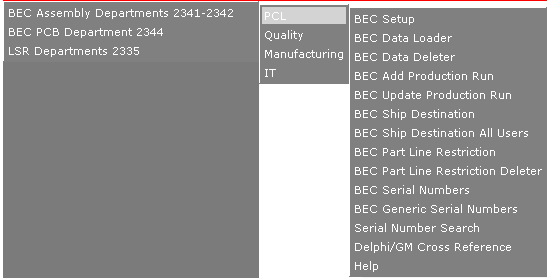 BEC Assembly Departments 2341-2342
BEC PCB Department 2344
LSR Departments 2335
PCL
Quality
Manufacturing
IT
BEC Setup
BEC Data Loader
BEC Data Deleter
BEC Add Production Run
BEC Update Production Run
BEC Ship Destination
BEC Ship Destination All Users
BEC Part Line Restriction
BEC Part Line Restriction Deleter
BEC Serial Numbers
BEC Generic Serial Numbers
Serial Number Search
Delphi/GM Cross Reference
Help